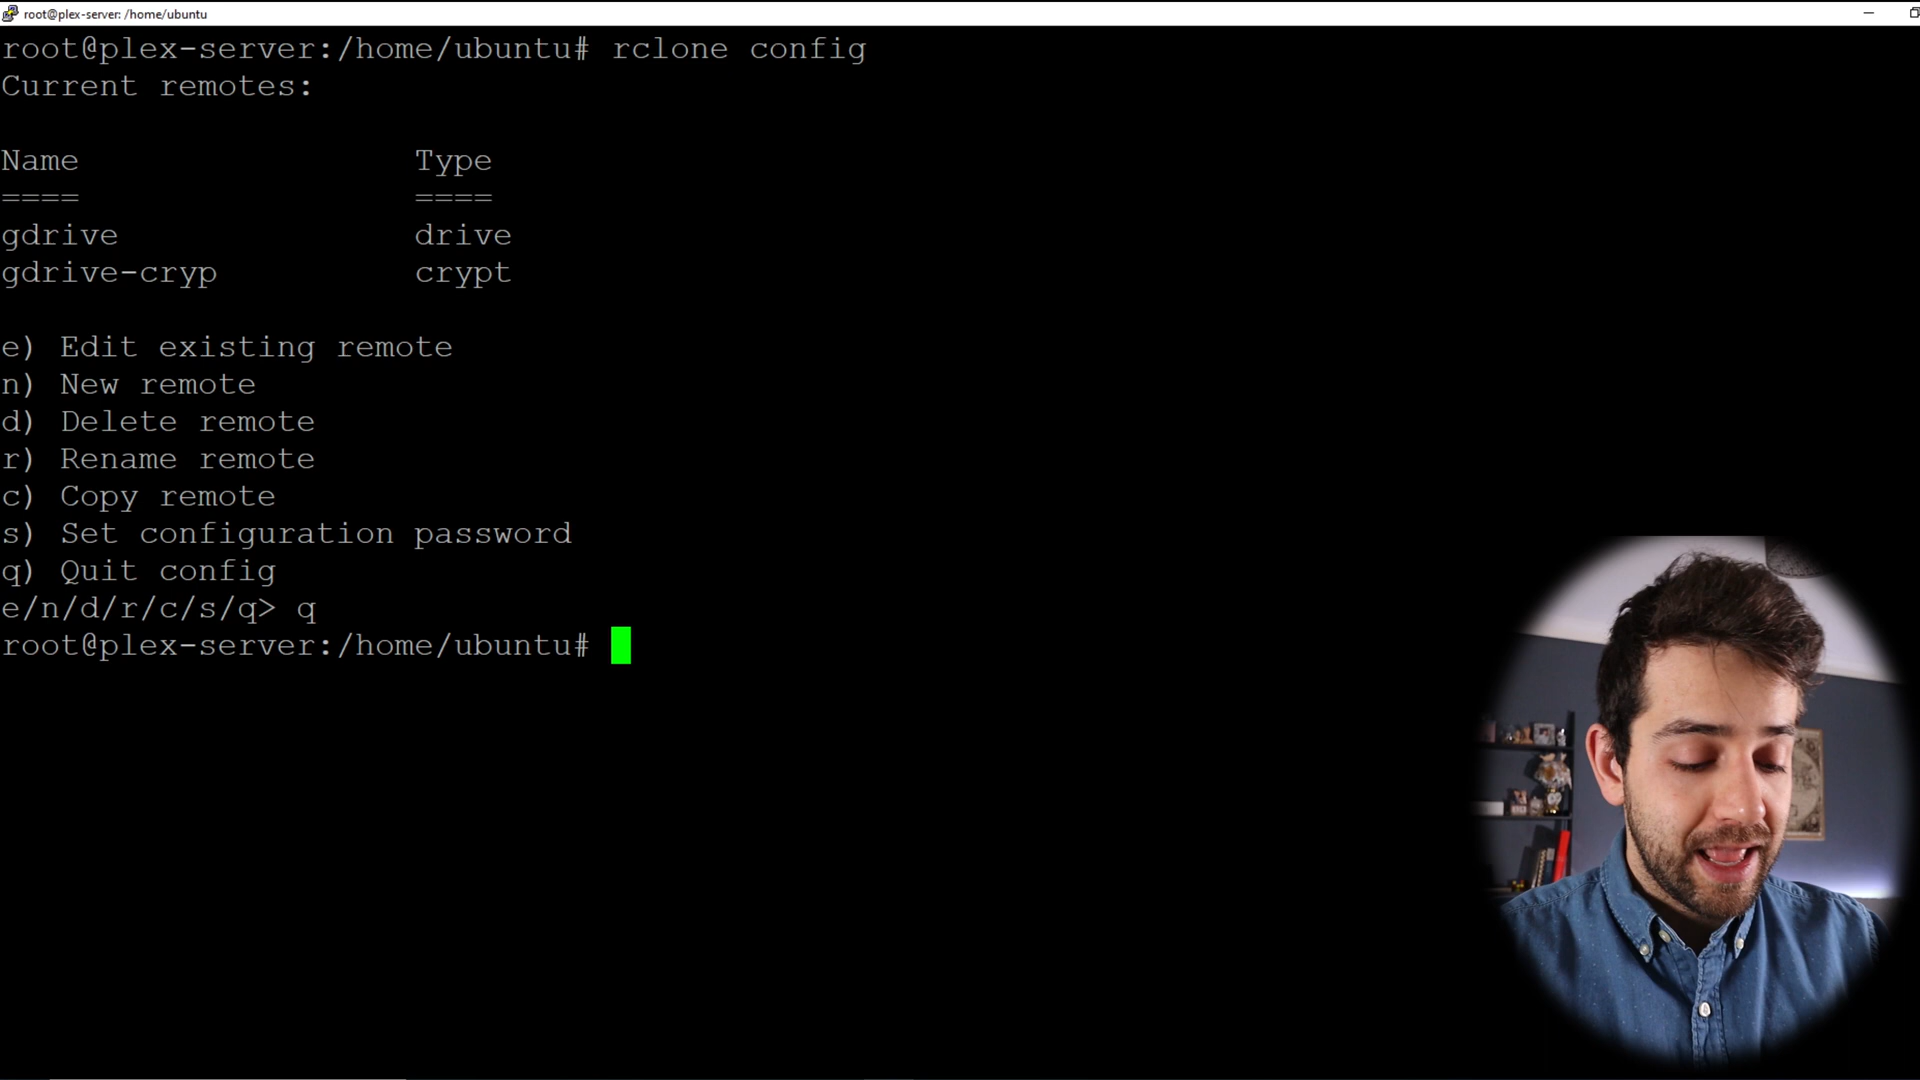 root@plex-server: /home/ubuntu
root@plex-server:/home/ubuntu# rclone config
Current remotes:
Name Type
==== ====
gdrive drive
gdrive-cryp crypt
e) Edit existing remote
n) New remote
d) Delete remote
r) Rename remote
c) Copy remote
s) Set configuration password
q) Quit config
e/n/d/r/c/s/q> q
root@plex-server:/home/ubuntu#